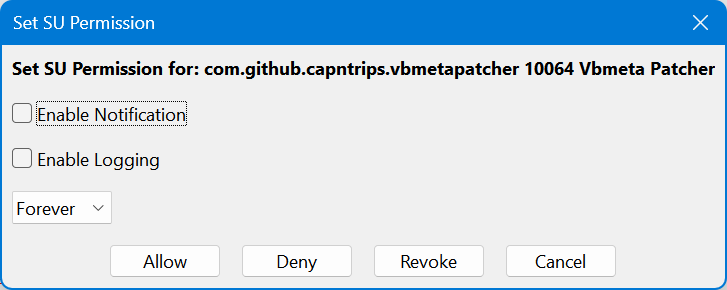 Set SU Permission
Set SU Permission for: com.github.capntrips.vbmetapatcher 10064 Vbmeta Patcher
Enable Notification
Enable Logging
Forever
Allow Deny Revoke Cancel